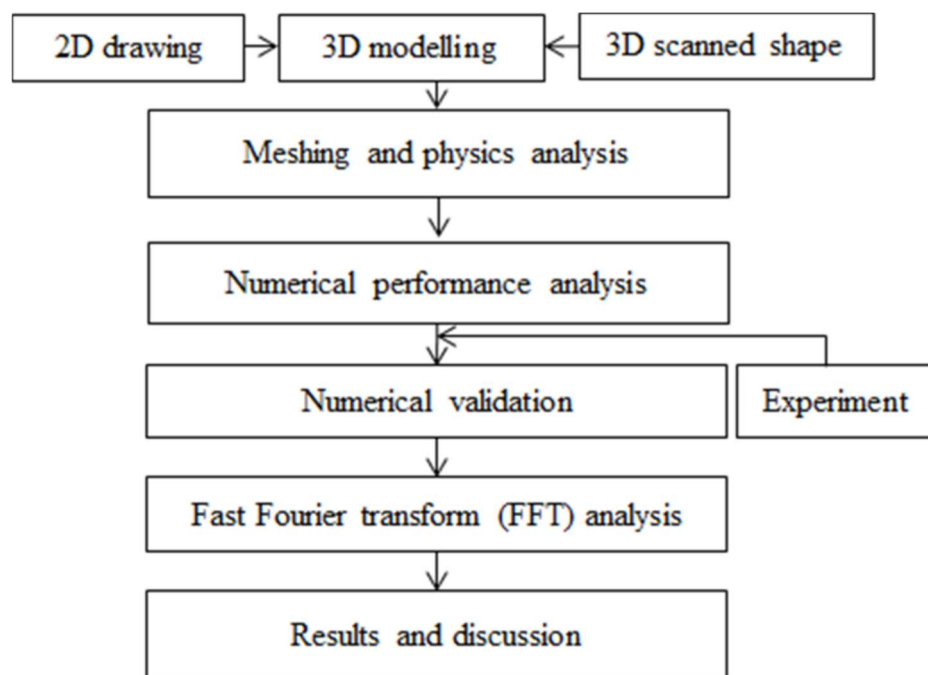 2D drawing
3D modelling
3D scanned shape
Meshing and physics analysis
Numerical performance analysis
Numerical validation
Experiment
Fast Fourier transform (FFT) analysis
Results and discussion